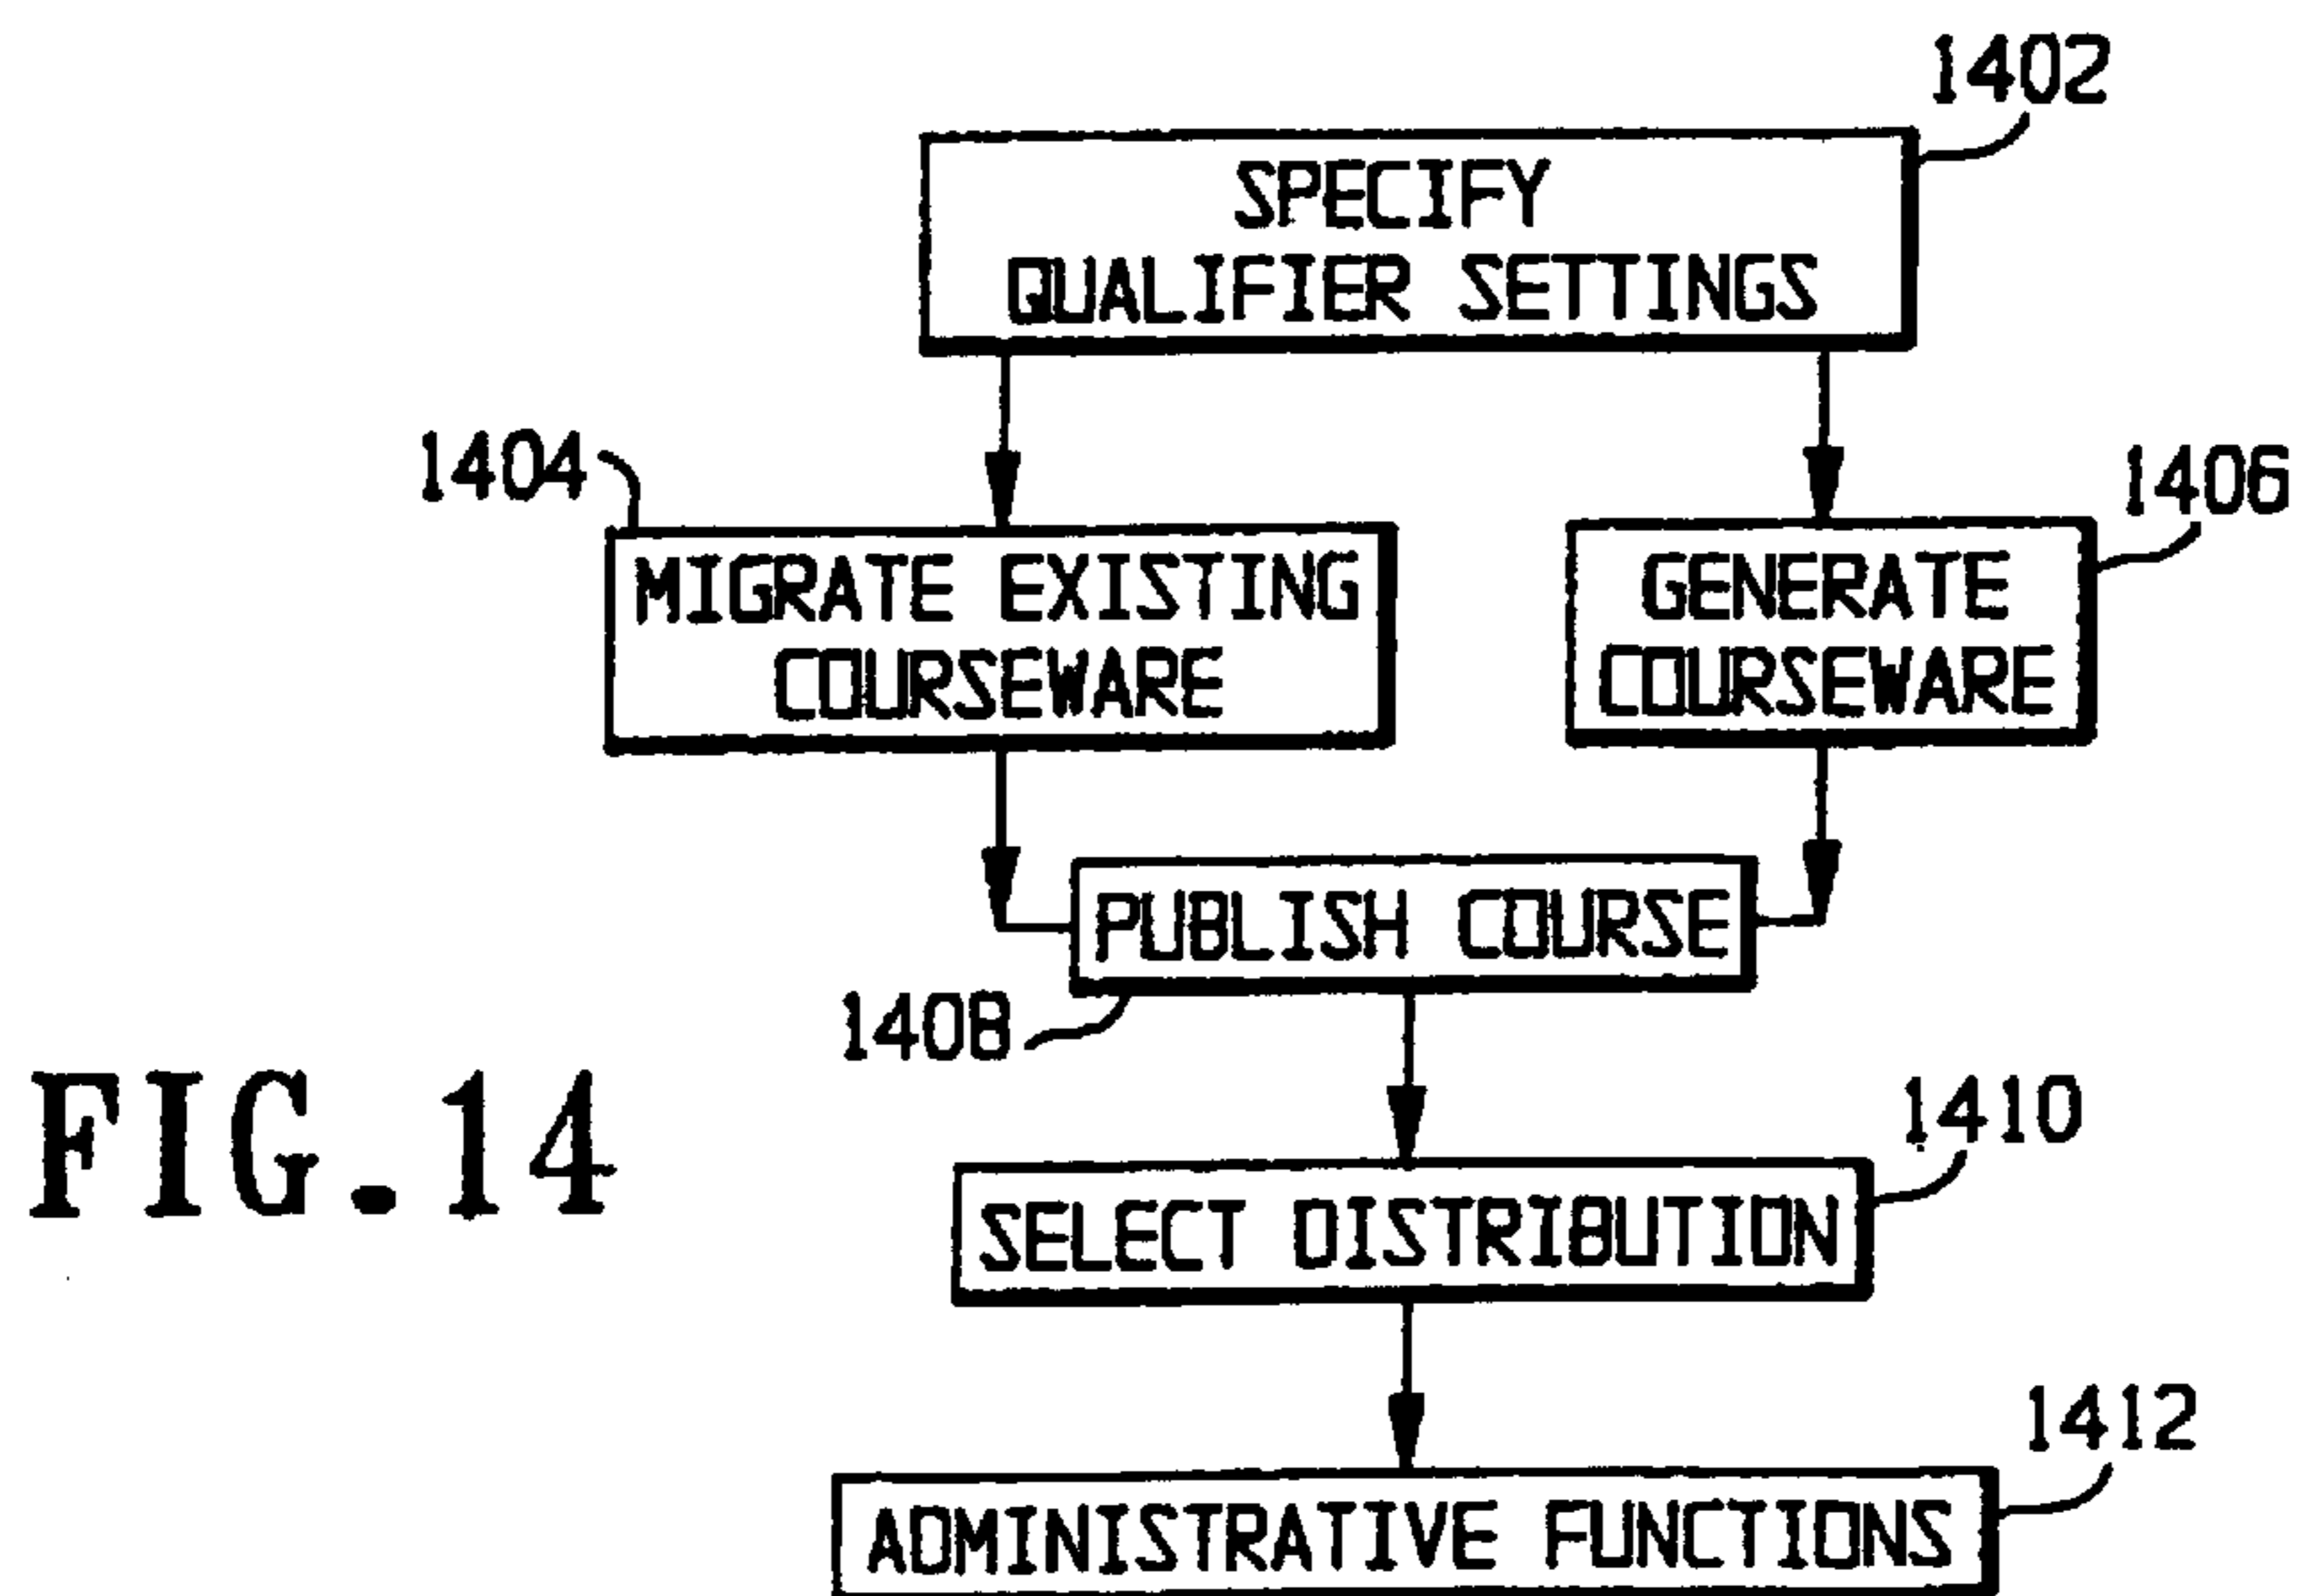 1402
SPECIFY
QUALIFIER SETTINGS
1404
1406
MIGRATE EXISTING
COURSEWARE
GENERATE
COURSEWARE
PUBLISH COURSE
1408
FIG.14
1410
SELECT DISTRIBUTION
1412
ADMINISTRATIVE FUNCTIONS